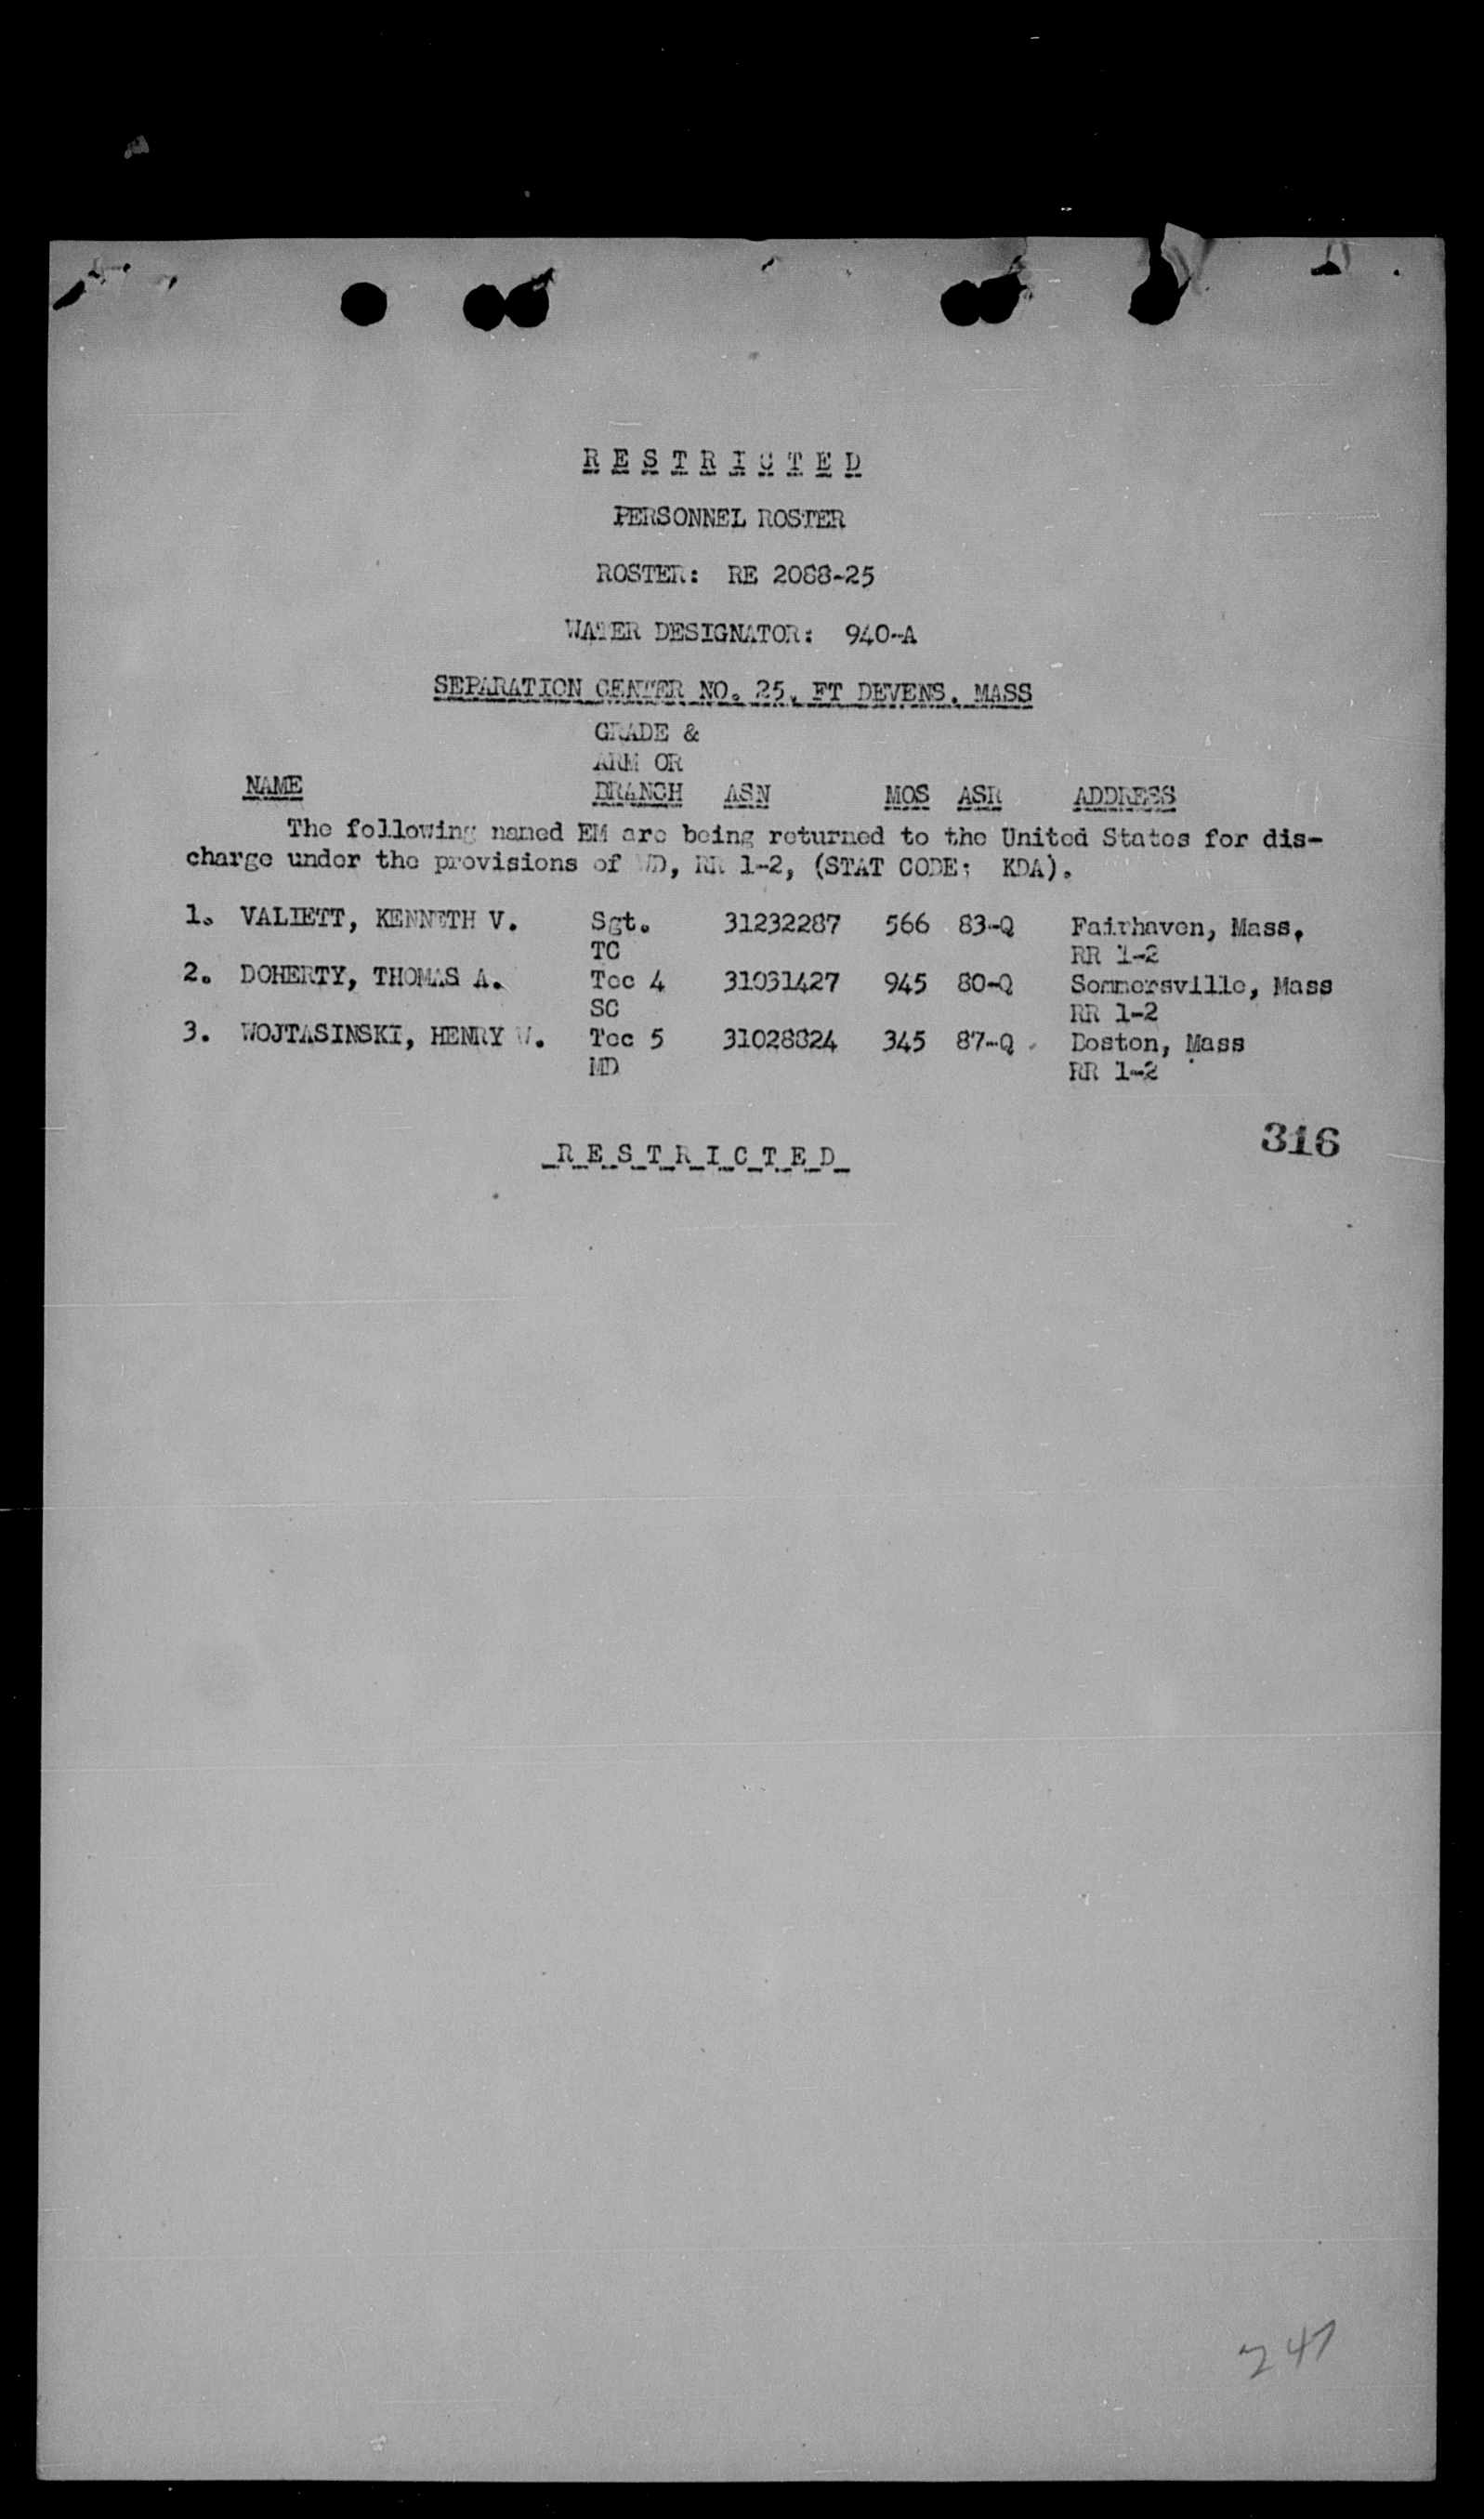 R E S T R I C T E D
PERSONNEL ROSTER
ROSTER: RE 2088-25
WATER DESIGNATOR: 940-A
SEPARATION CENTER NO. 25, FT DEVENS, MASS
GRADE &
ARM OR
NAME BRANCH ASN MOS ASR ADDRESS
The following named EM are being returned to the United States for dis-
charge under the provisions of WD, RR 1-2, (STAT CODE: KDA).
1. VALIETT, KENNETH V. Sgt. 31232287 566 83-Q Fairhaven, Mass.
TC RR 1-2
2. DOHERTY, THOMAS A. Tec 4 31031427 945 80-Q Sommersville, Mass
SC RR 1-2
3. WOJTASINSKI, HENRY W. Tec 5 31028824 345 87-Q Boston, Mass
MD RR 1-2
316
R E S T R I C T E D
247